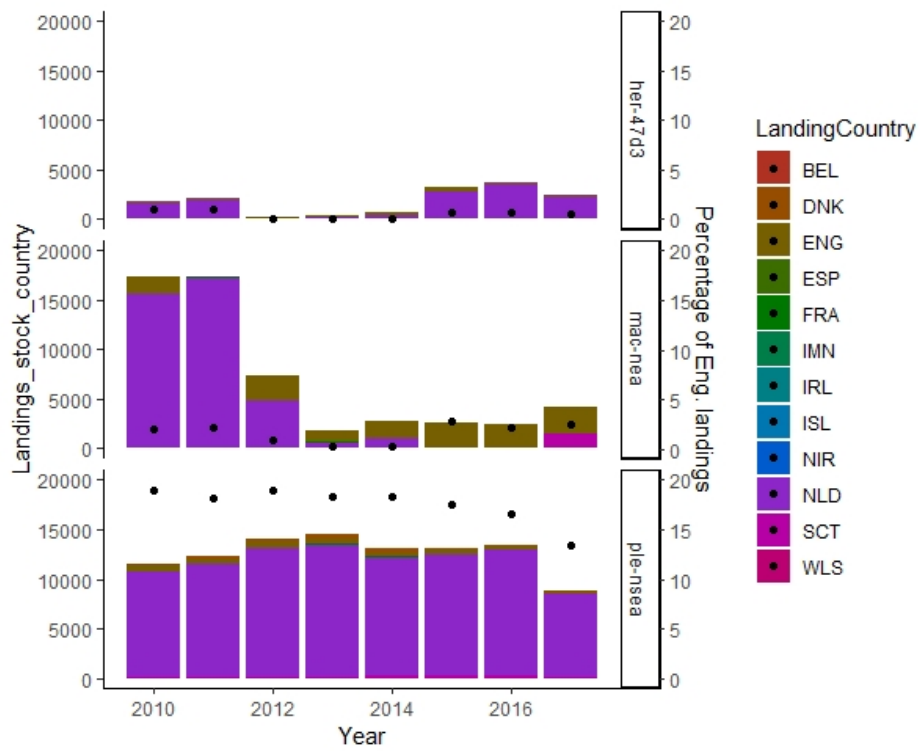 Landings_stock_country
20000
15000
10000
5000
0
20
15
10
5
0
her-47d3
20000
15000
10000
5000
0
20
15
10
5
0
mac-nea
20000
15000
10000
5000
0
20
15
10
5
0
ple-nsea
Percentage of Eng. landings
2010
2012
2014
2016
Year
LandingCountry
BEL
DNK
ENG
ESP
FRA
IMN
IRL
ISL
NIR
NLD
SCT
WLS